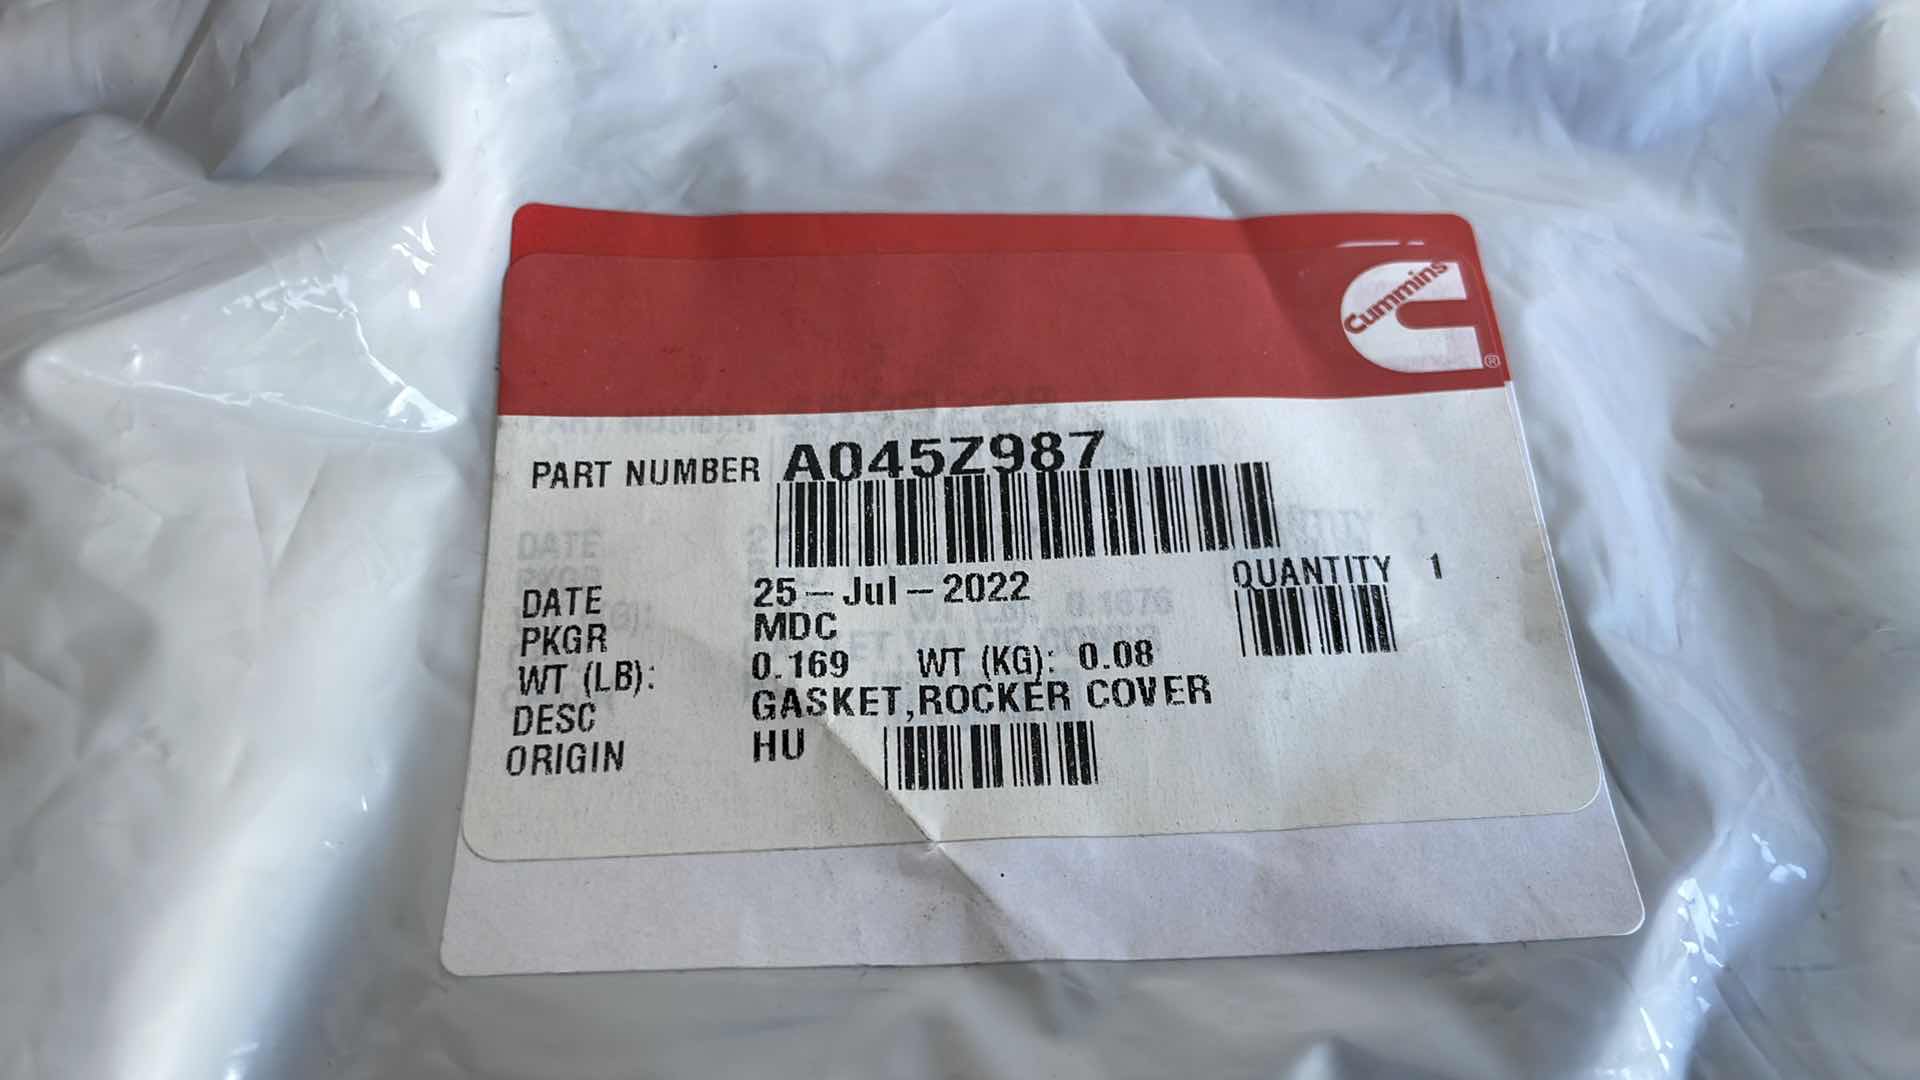 Cummins
®
PART NUMBER A045Z987
DATE 25-Jul-2022 QUANTITY 1
PKGR MDC
WT (LB): 0.169 WT (KG): 0.08
DESC GASKET,ROCKER COVER
ORIGIN HU